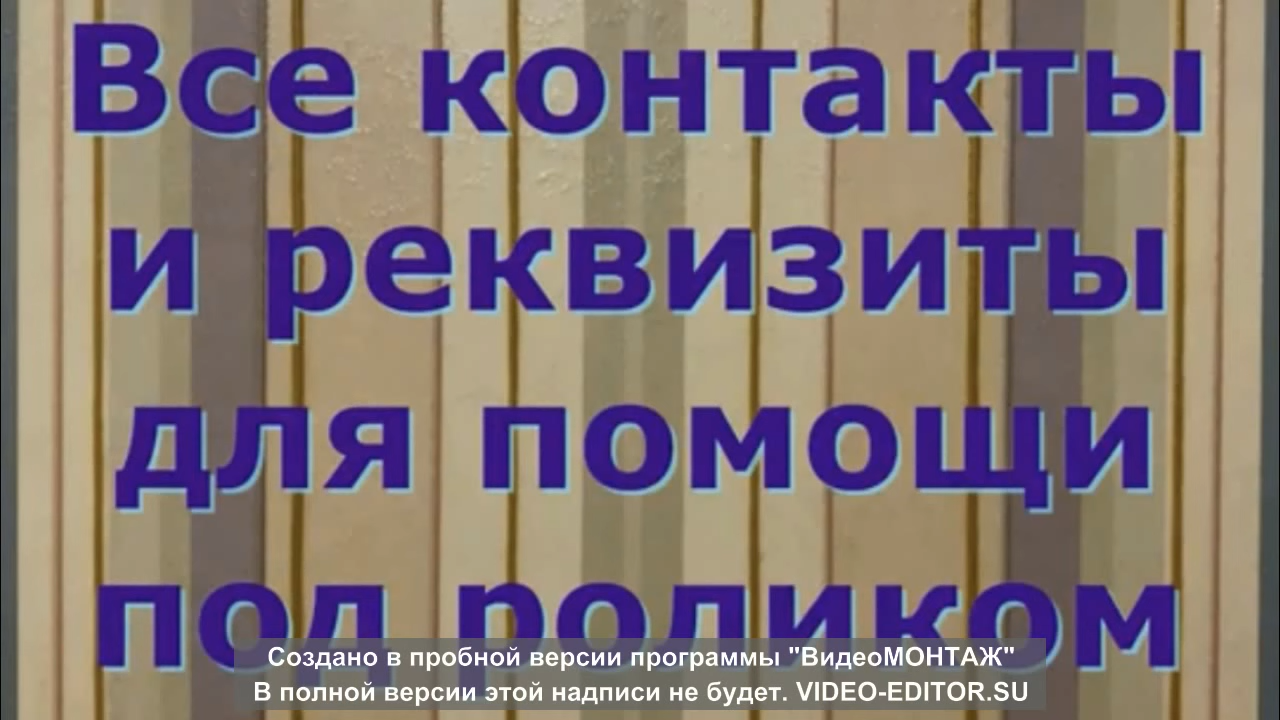 Все контакты
и реквизиты
для помощи
под роликом
Создано в пробной версии программы "ВидеоМОНТАЖ"
В полной версии этой надписи не будет. VIDEO-EDITOR.SU